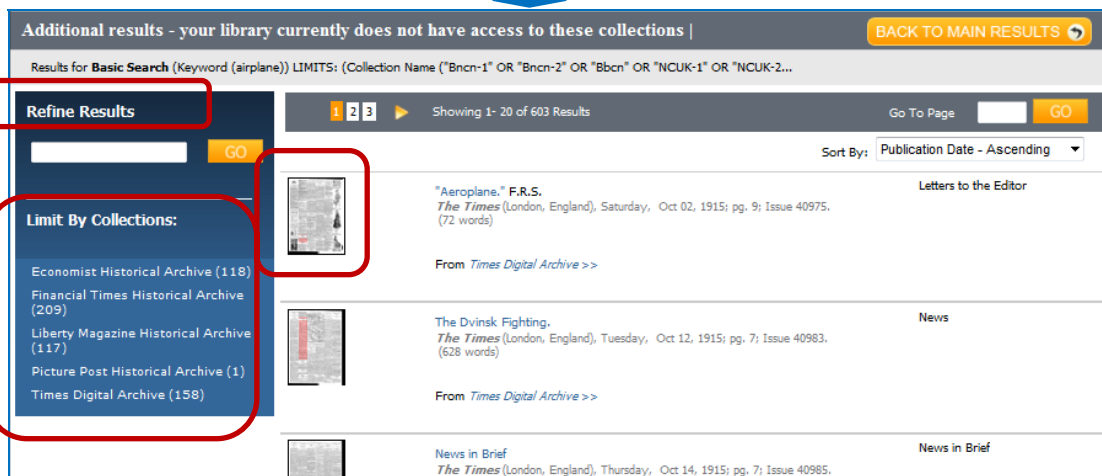 Additional results - your library currently does not have access to these collections |
BACK TO MAIN RESULTS
Results for Basic Search (Keyword (airplane)) LIMITS: (Collection Name ("Bncn-1" OR "Bncn-2" OR "Bbcn" OR "NCUK-1" OR "NCUK-2...
Refine Results
GO
Limit By Collections:
Economist Historical Archive (118)
Financial Times Historical Archive
(209)
Liberty Magazine Historical Archive
(117)
Picture Post Historical Archive (1)
Times Digital Archive (158)
1 2 3 Showing 1- 20 of 603 Results
Go To Page GO
Sort By: Publication Date - Ascending
"Aeroplane." F.R.S.
The Times (London, England), Saturday, Oct 02, 1915; pg. 9; Issue 40975.
(72 words)
From Times Digital Archive >>
Letters to the Editor
The Dvinsk Fighting.
The Times (London, England), Tuesday, Oct 12, 1915; pg. 7; Issue 40983.
(628 words)
From Times Digital Archive >>
News
News in Brief
The Times (London, England), Thursday, Oct 14, 1915; pg. 7; Issue 40985.
News in Brief